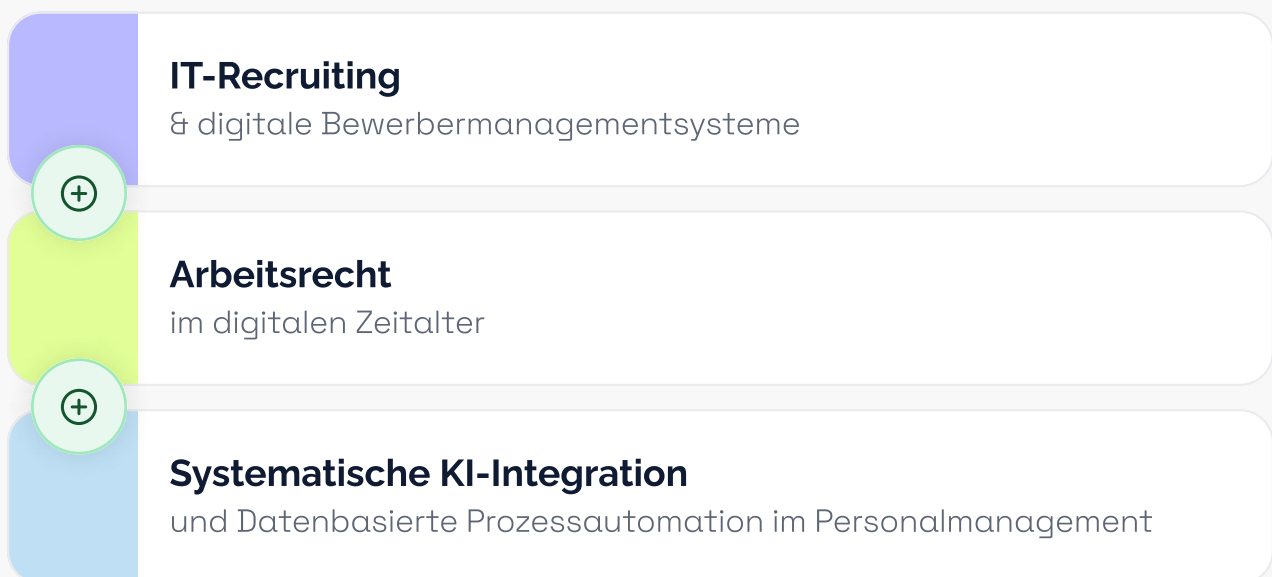 IT-Recruiting
& digitale Bewerbermanagementsysteme
Arbeitsrecht
im digitalen Zeitalter
Systematische KI-Integration
und Datenbasierte Prozessautomation im Personalmanagement